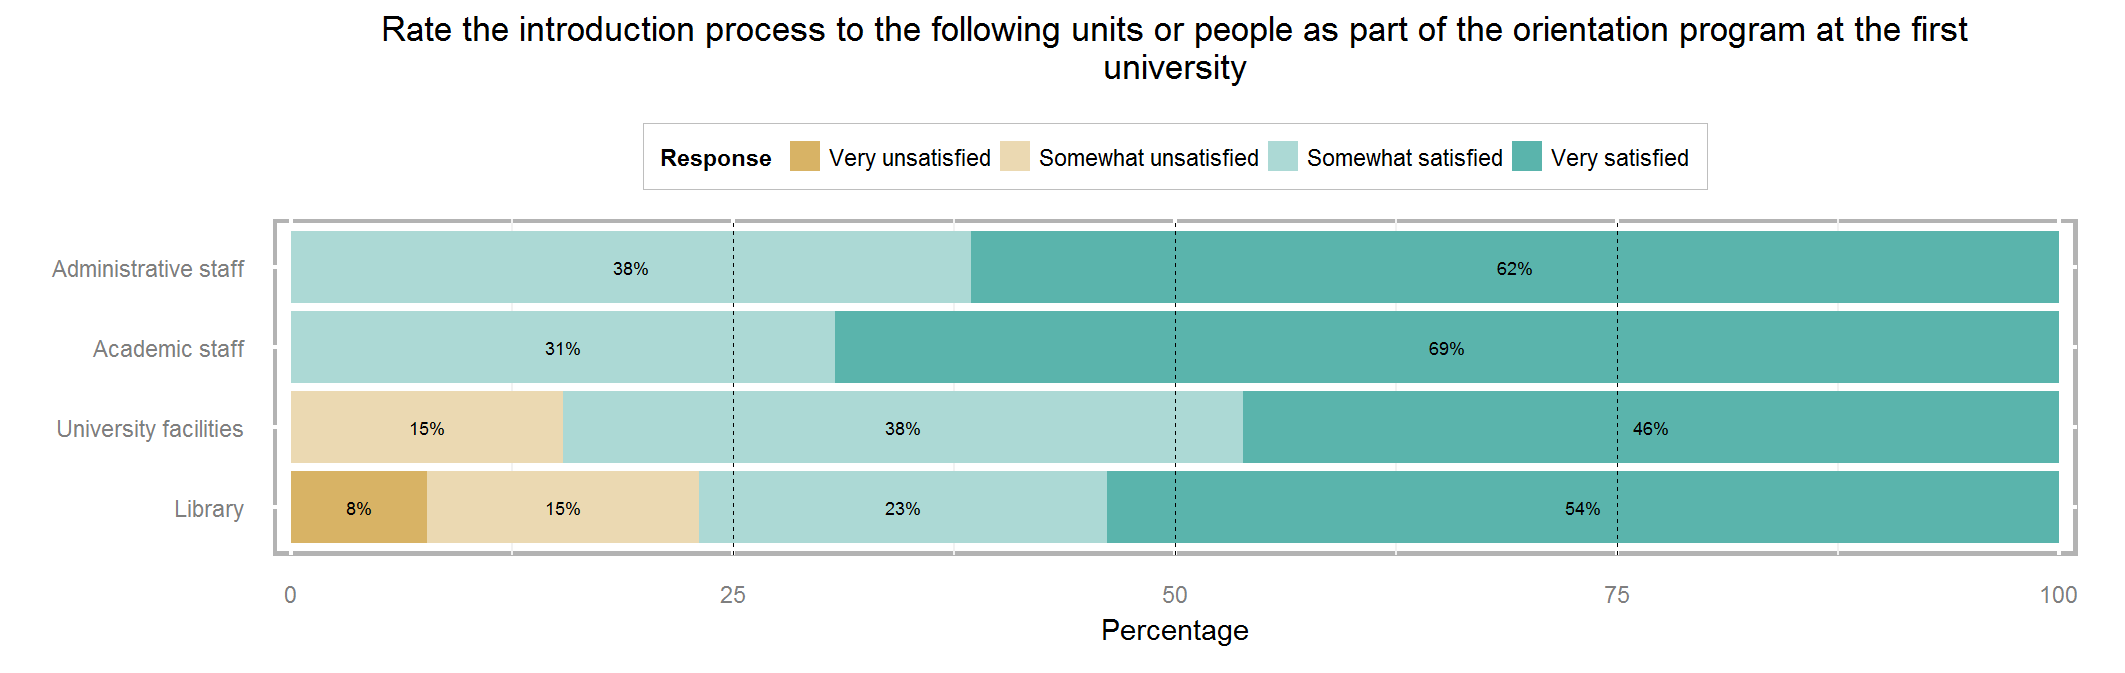 Rate the introduction process to the following units or people as part of the orientation program at the first
university
Response Very unsatisfied Somewhat unsatisfied Somewhat satisfied Very satisfied
Administrative staff 38% 62%
Academic staff 31% 69%
University facilities 15% 38% 46%
Library 8% 15% 23% 54%
0 25 50 75 100
Percentage